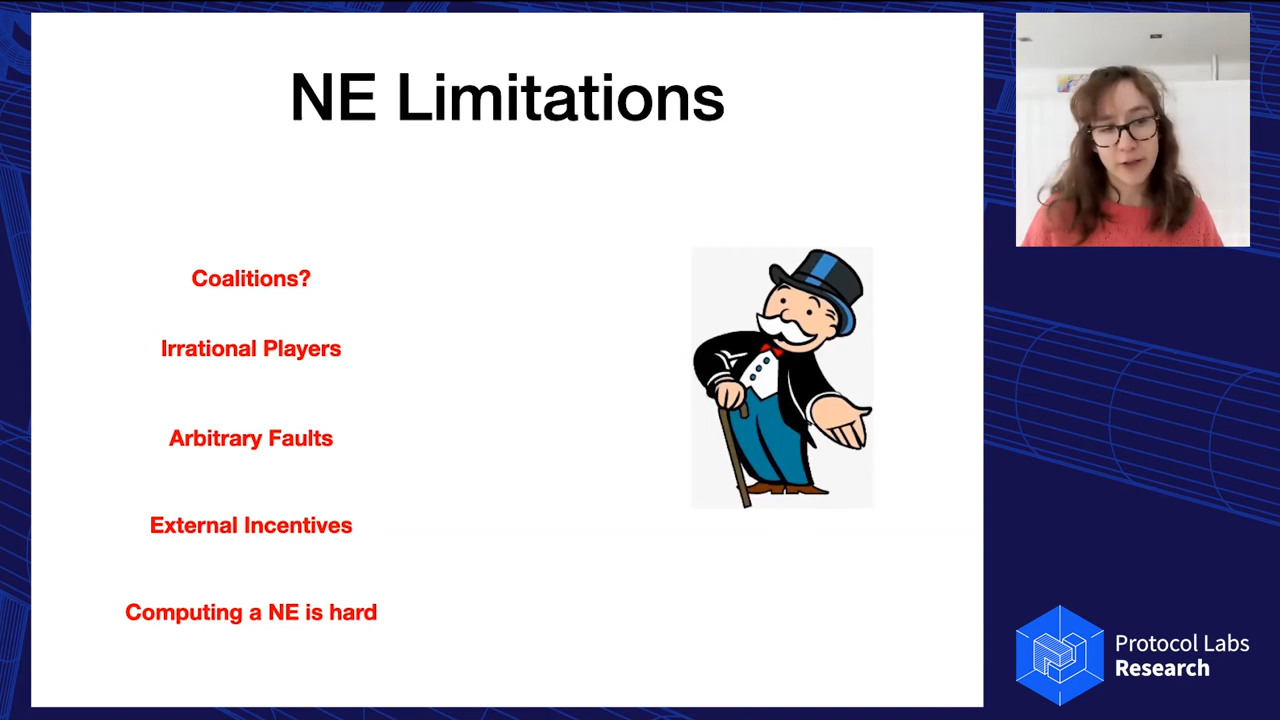 NE Limitations
Coalitions?
Irrational Players
Arbitrary Faults
External Incentives
Computing a NE is hard
Protocol Labs
Research